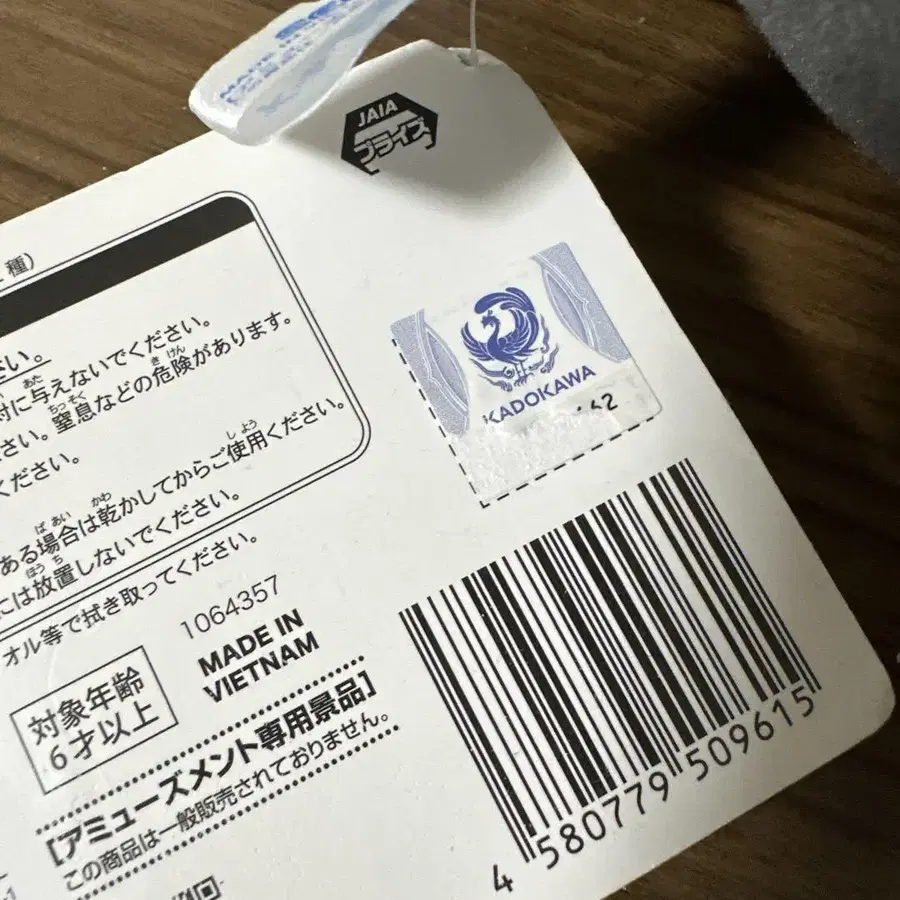 JAIA
プライズ
種)
さい。
に与えないでください。
さい。窒息などの危険があります。
ください。
ある場合は乾かしてからご使用ください。
には放置しないでください。
オル等で拭き取ってください。
KADOKAWA
62
1064357
MADE IN
VIETNAM
対象年齢
6才以上
[アミューズメント専用景品]
この商品は一般販売されておりません。
4 580779 509615